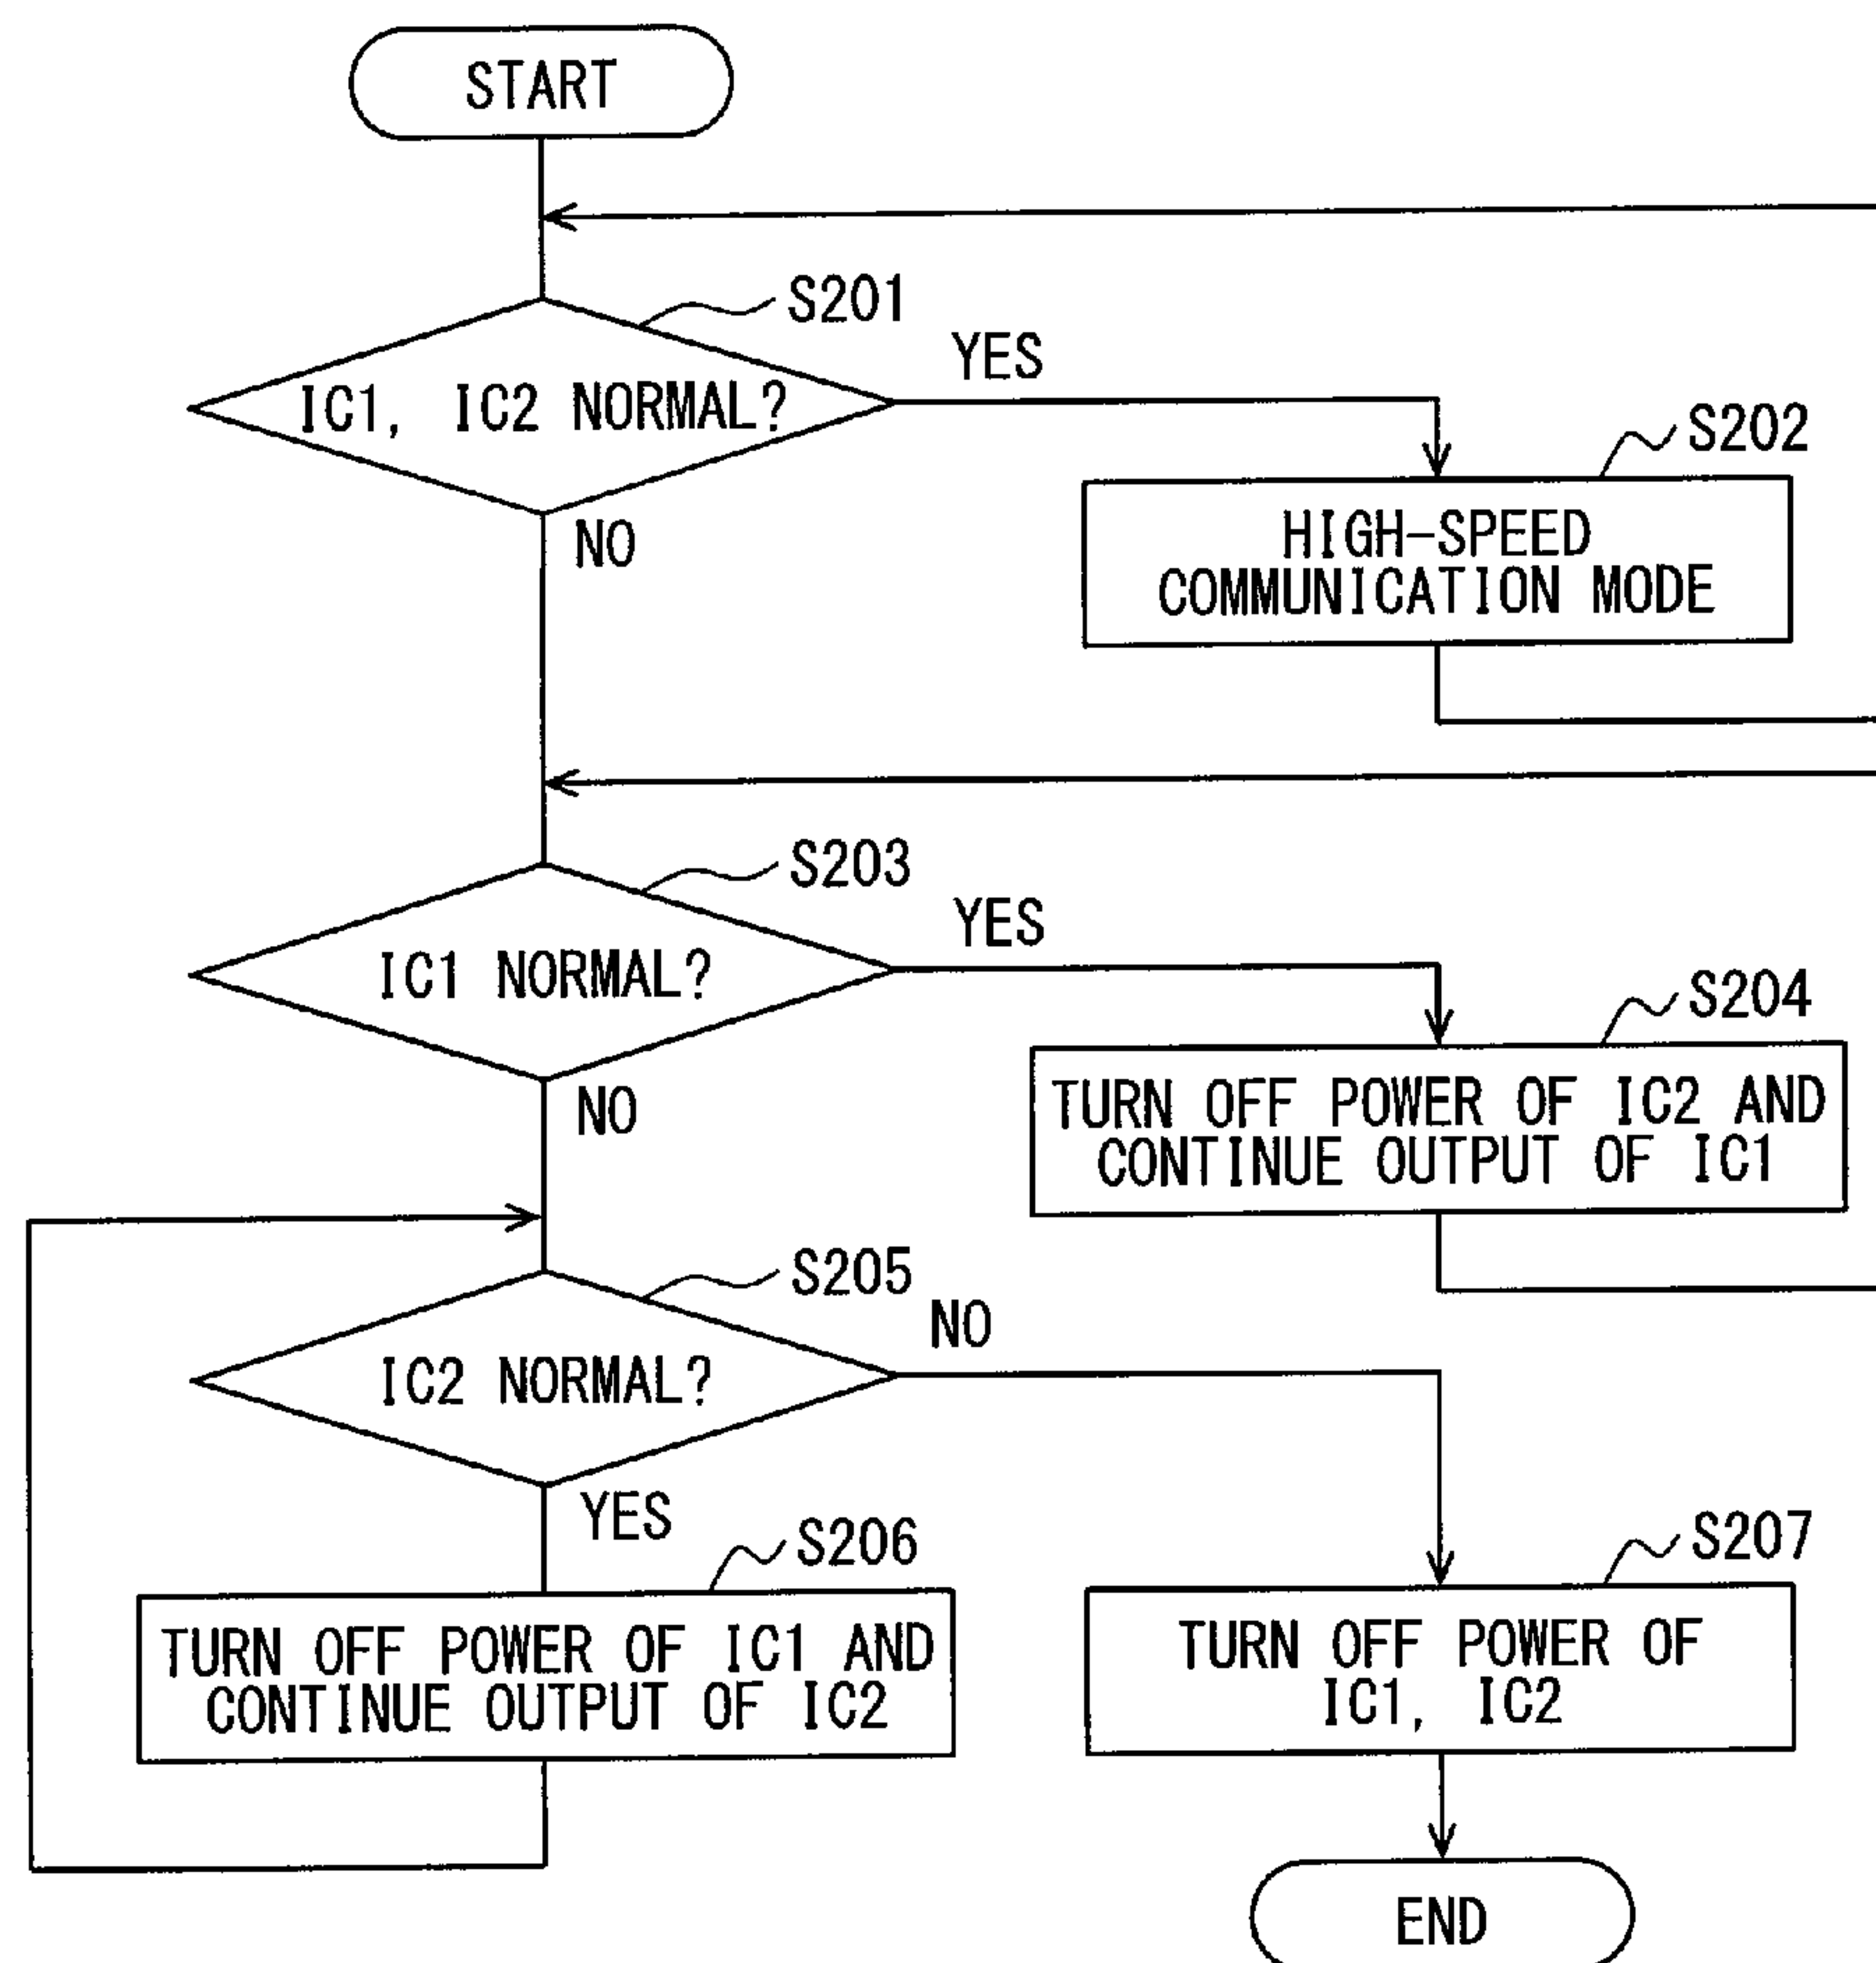 START
S201
IC1, IC2 NORMAL?
YES
NO
S202
HIGH-SPEED
COMMUNICATION MODE
S203
IC1 NORMAL?
YES
NO
S204
TURN OFF POWER OF IC2 AND
CONTINUE OUTPUT OF IC1
S205
IC2 NORMAL?
NO
YES
S206
TURN OFF POWER OF IC1 AND
CONTINUE OUTPUT OF IC2
S207
TURN OFF POWER OF
IC1, IC2
END